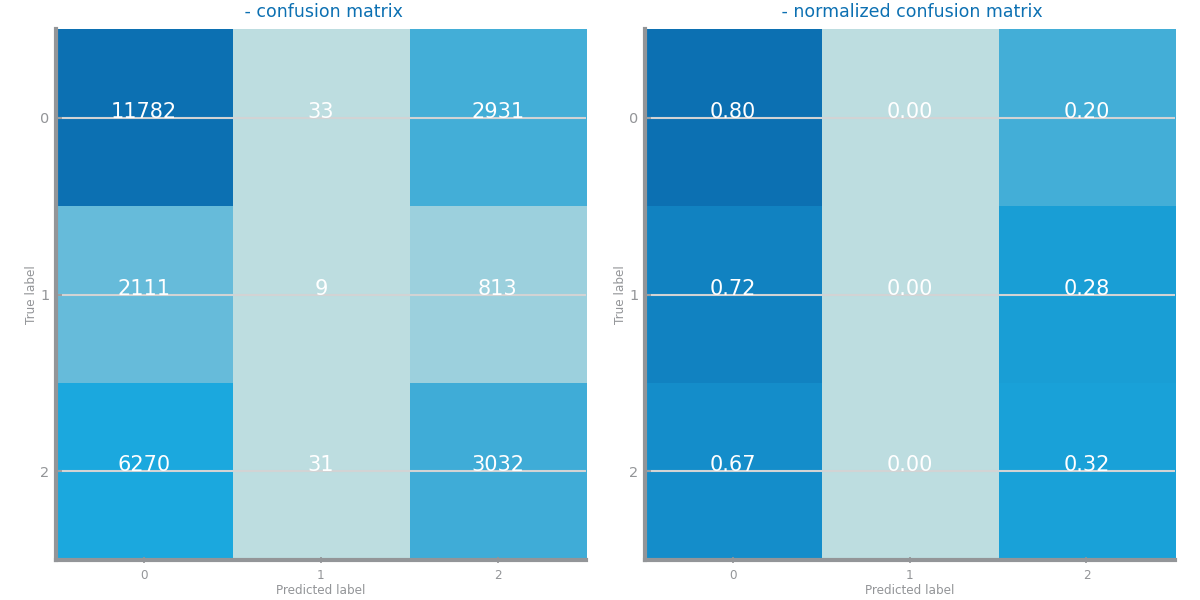 - confusion matrix
0 11782 33 2931
1 2111 9 813
2 6270 31 3032
0 1 2
True label
Predicted label
- normalized confusion matrix
0 0.80 0.00 0.20
1 0.72 0.00 0.28
2 0.67 0.00 0.32
0 1 2
True label
Predicted label